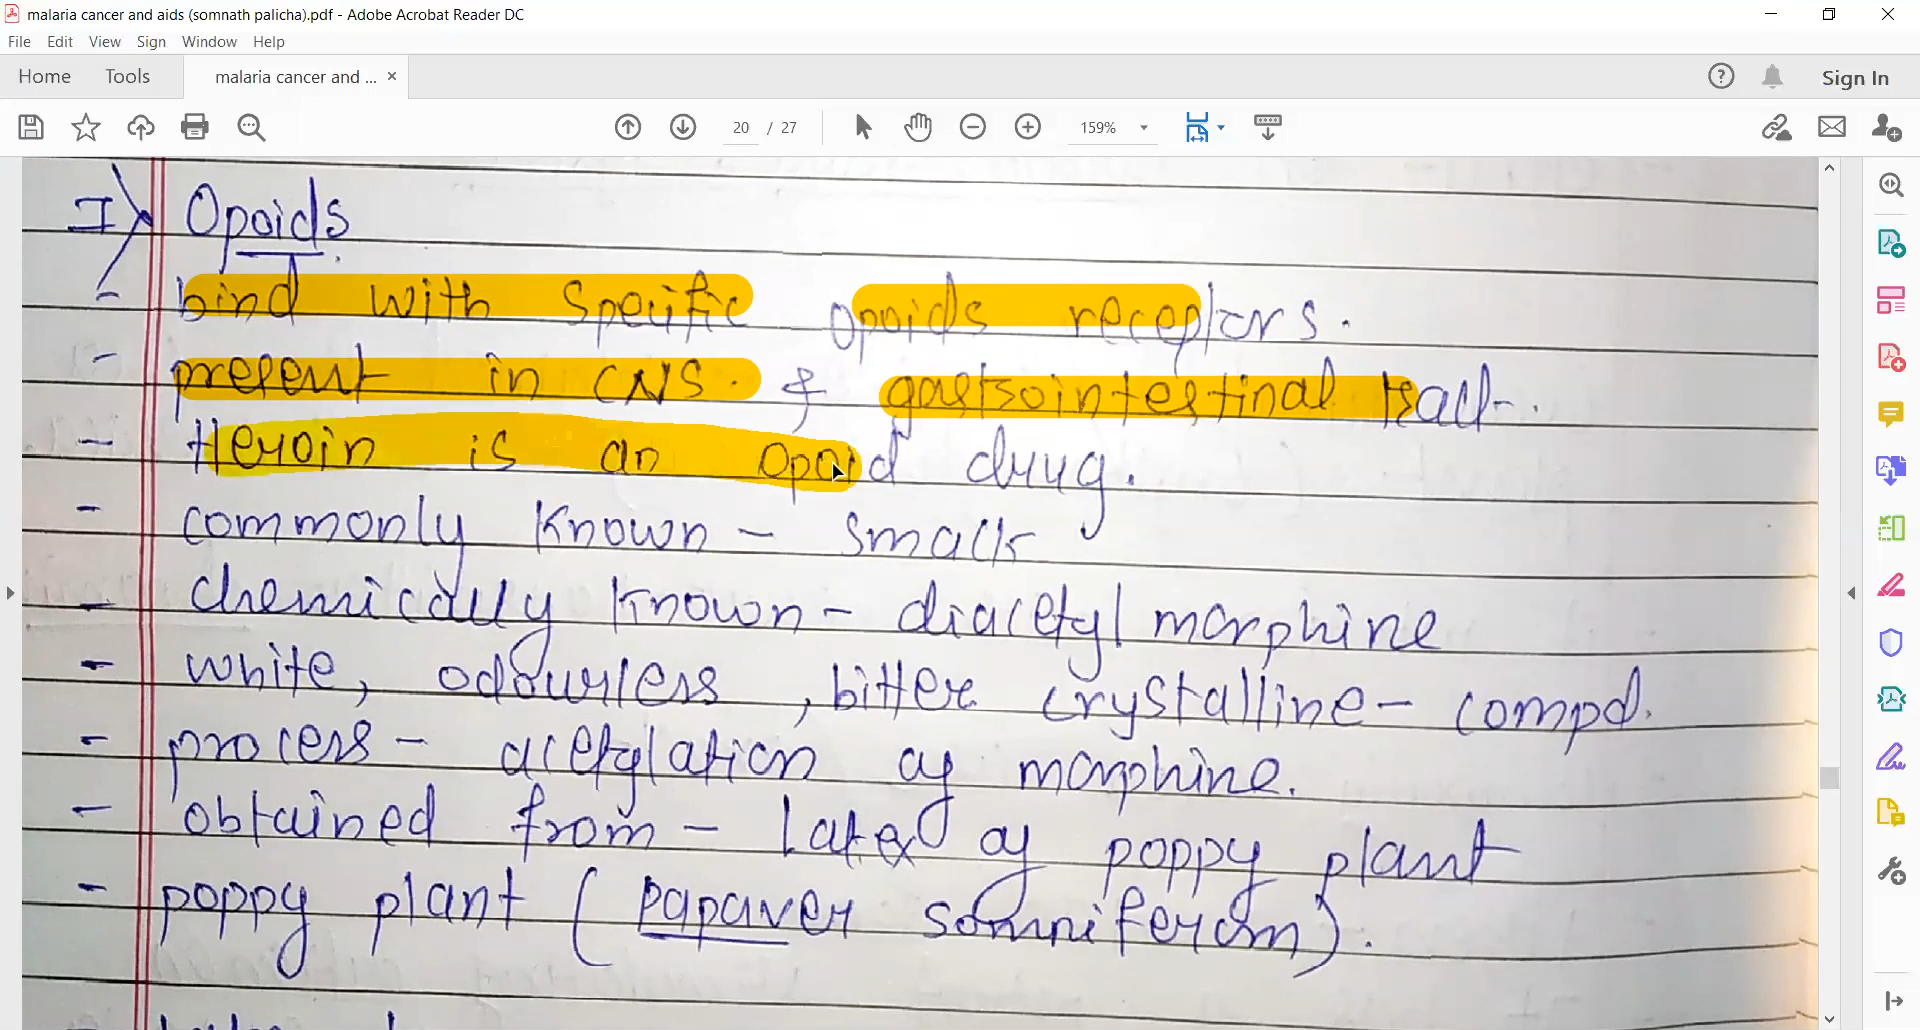 malaria cancer and aids (somnath palicha).pdf - Adobe Acrobat Reader DC
File Edit View Sign Window Help
Home Tools malaria cancer and ... × Sign In
20 / 27 159%
I) Opoids
- bind with specific opoids receptors.
- present in CNS. & gastrointestinal tract.
- Heroin is an opoid drug.
- commonly known - smack
- chemically known - diacetyl morphine
- white, odourless, bitter crystalline - compd.
- process - acetylation of morphine.
- obtained from - Latex of poppy plant
- poppy plant (Papaver somniferum).